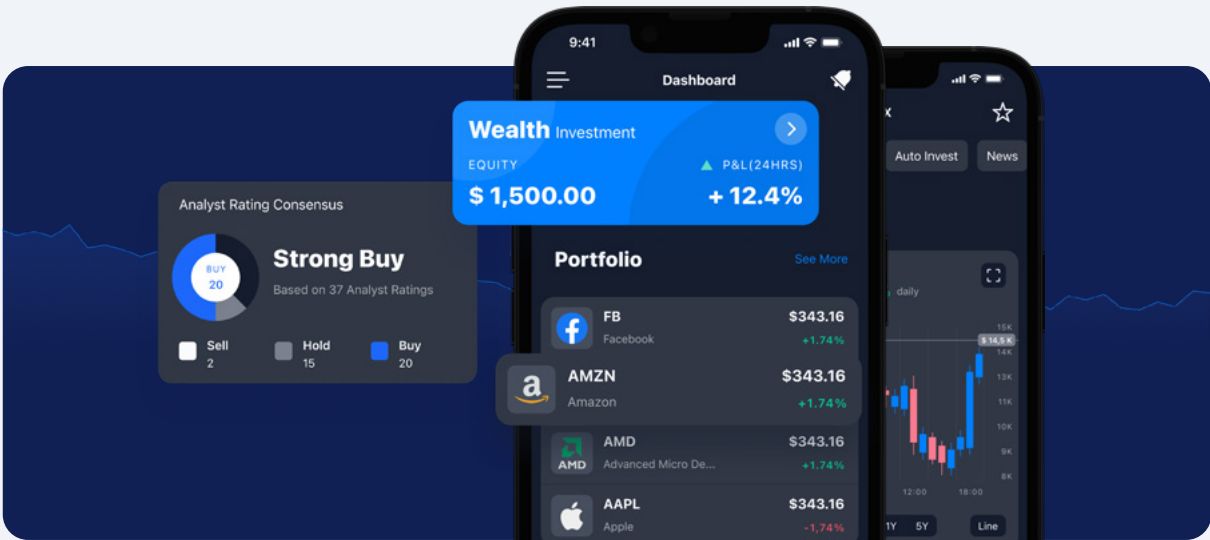 9:41
Dashboard
Wealth Investment
EQUITY
P&L(24HRS)
$ 1,500.00
+ 12.4%
Portfolio
See More
FB
$343.16
Facebook
+1.74%
AMZN
$343.16
Amazon
+1.74%
AMD
AMD
$343.16
Advanced Micro De...
+1.74%
AAPL
$343.16
Apple
-1,74%
Analyst Rating Consensus
BUY
20
Strong Buy
Based on 37 Analyst Ratings
Sell
2
Hold
15
Buy
20
Auto Invest
News
daily
15K
$ 14,5 K
14K
13K
11K
10K
9K
8K
12:00
18:00
1Y
5Y
Line